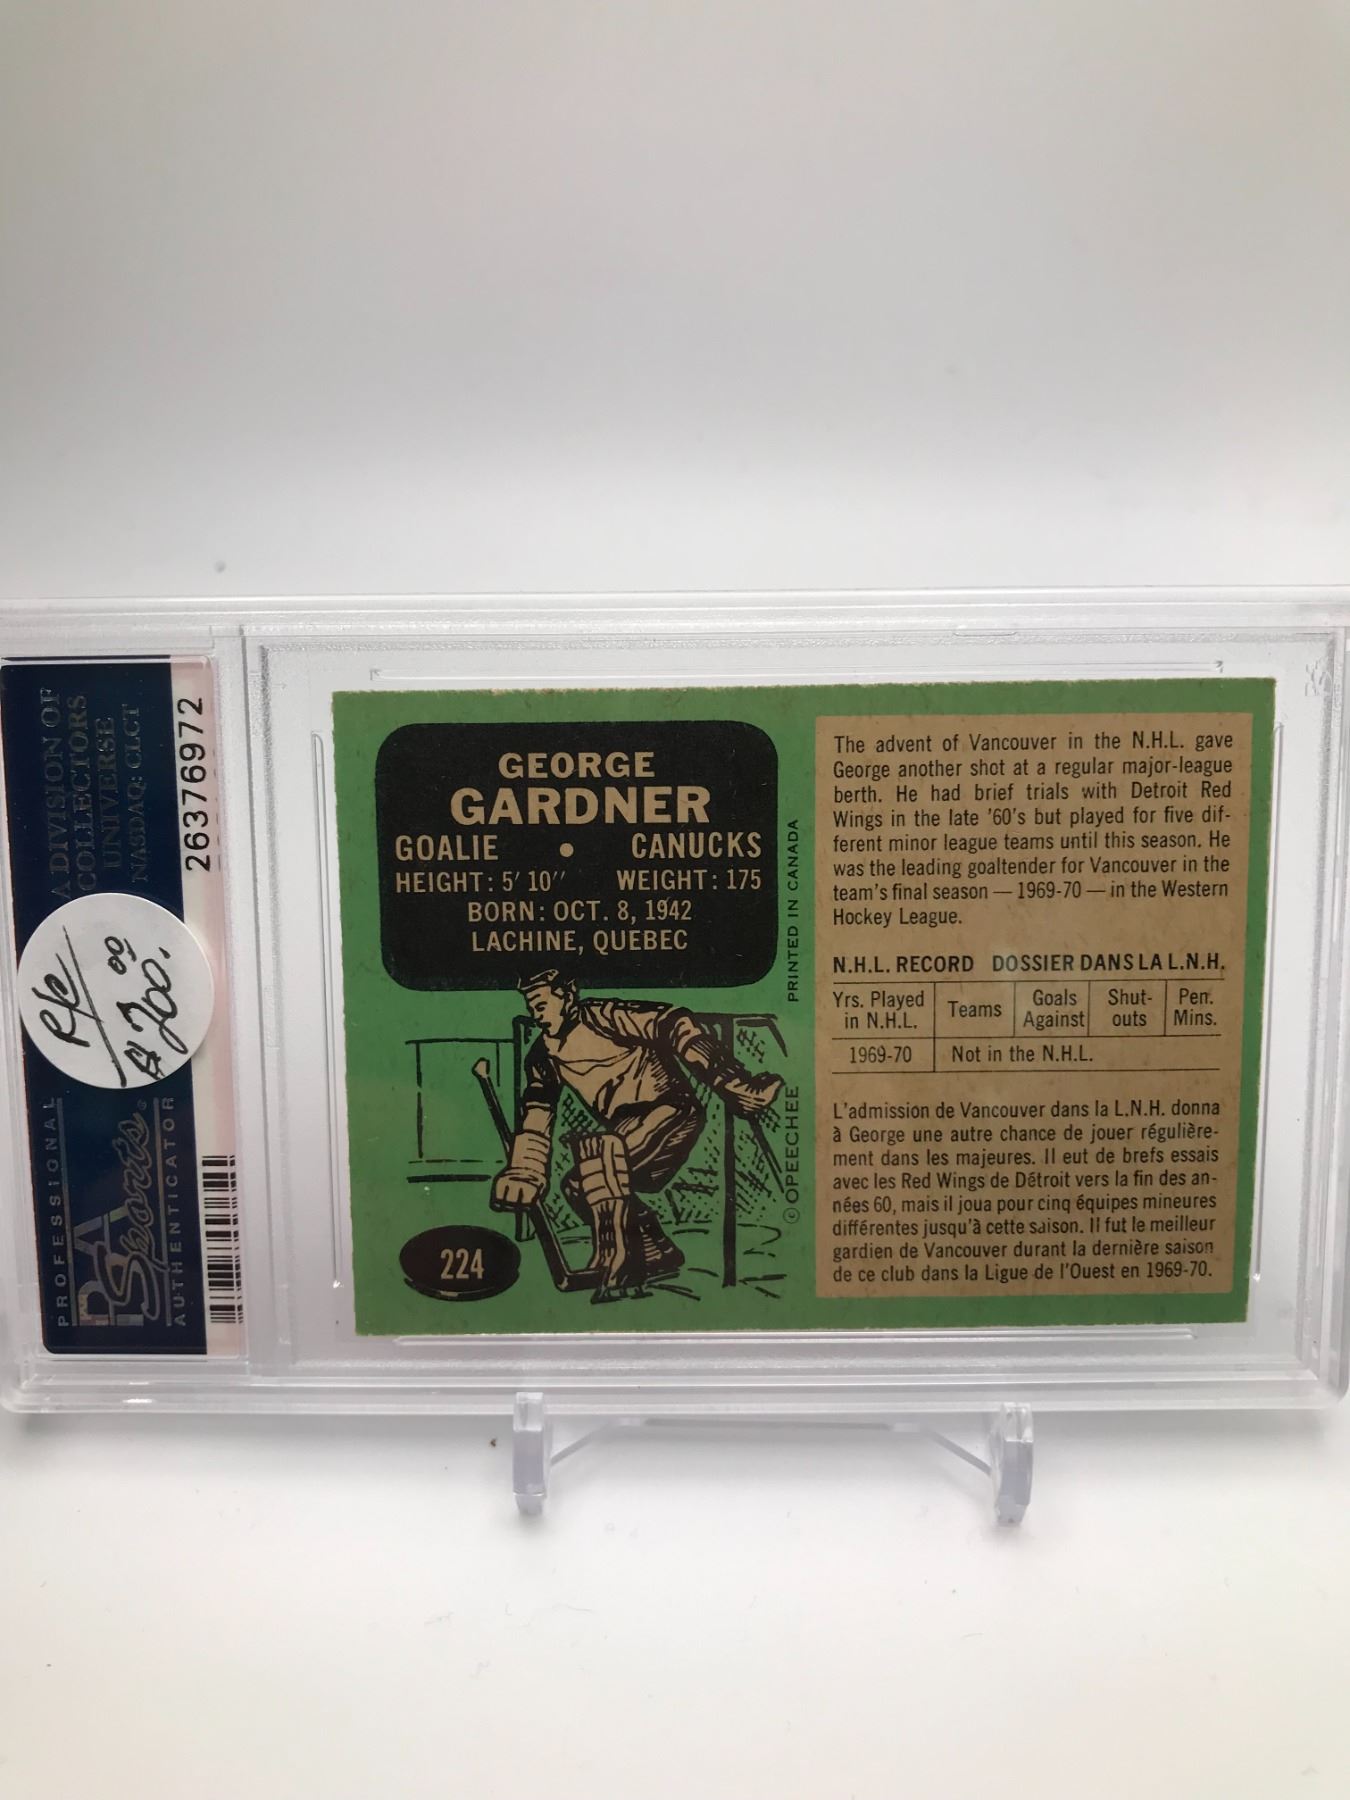 A DIVISION OF
COLLECTORS
UNIVERSE
NASDAQ: CLCT
26376972
R/C
$ 200.00
PROFESSIONAL
PSA
Sports
AUTHENTICATOR
GEORGE
GARDNER
GOALIE • CANUCKS
HEIGHT: 5' 10" WEIGHT: 175
BORN: OCT. 8, 1942
LACHINE, QUEBEC
224
© OPEECHEE PRINTED IN CANADA
The advent of Vancouver in the N.H.L. gave
George another shot at a regular major-league
berth. He had brief trials with Detroit Red
Wings in the late '60's but played for five dif-
ferent minor league teams until this season. He
was the leading goaltender for Vancouver in the
team's final season — 1969-70 — in the Western
Hockey League.
N.H.L. RECORD DOSSIER DANS LA L.N.H.
Yrs. Played in N.H.L. Teams Goals Against Shut-outs Pen. Mins.
1969-70 Not in the N.H.L.
L'admission de Vancouver dans la L.N.H. donna
à George une autre chance de jouer régulière-
ment dans les majeures. Il eut de brefs essais
avec les Red Wings de Détroit vers la fin des an-
nées 60, mais il joua pour cinq équipes mineures
différentes jusqu'à cette saison. Il fut le meilleur
gardien de Vancouver durant la dernière saison
de ce club dans la Ligue de l'Ouest en 1969-70.